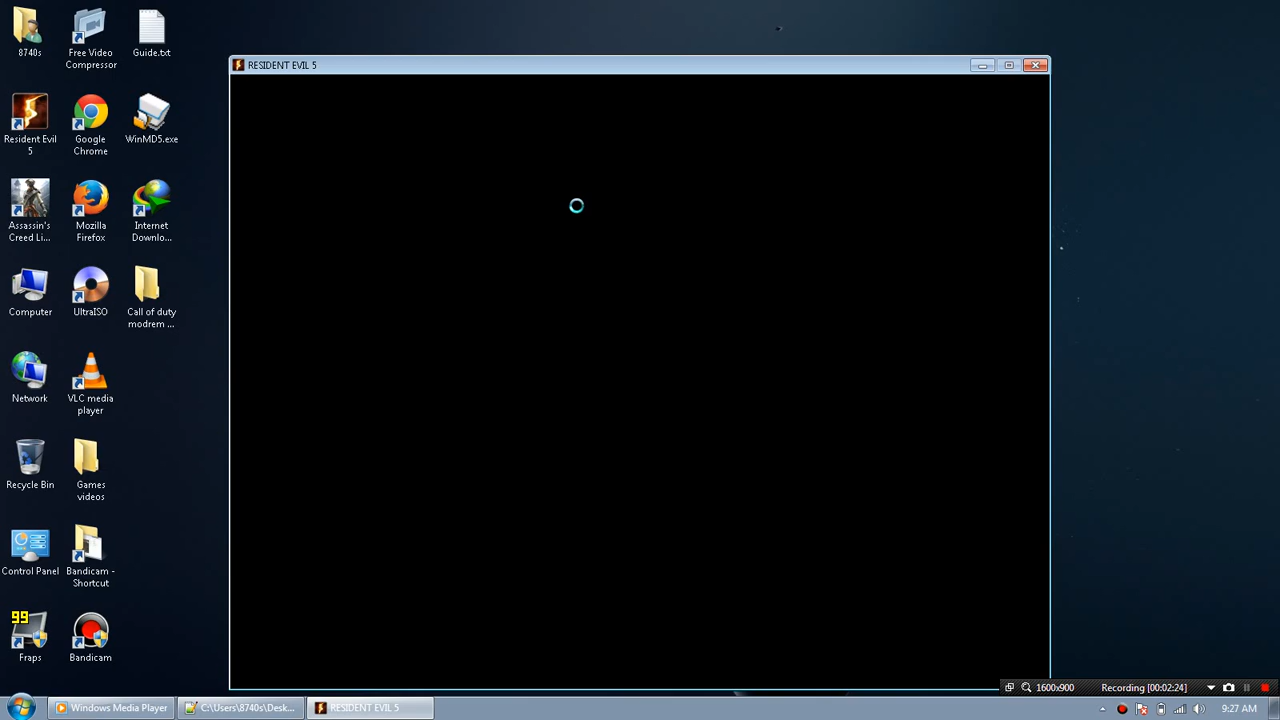 8740s
Free Video
Compressor
Guide.txt
RESIDENT EVIL 5
Resident Evil
5
Google
Chrome
WinMD5.exe
Assassin's
Creed Li...
Mozilla
Firefox
Internet
Downlo...
Computer
UltraISO
Call of duty
modrem ...
Network
VLC media
player
Recycle Bin
Games
videos
Control Panel
Bandicam -
Shortcut
99
Fraps
Bandicam
1600x900
Recording [00:02:24]
Windows Media Player
C:\Users\8740s\Desk...
RESIDENT EVIL 5
9:27 AM